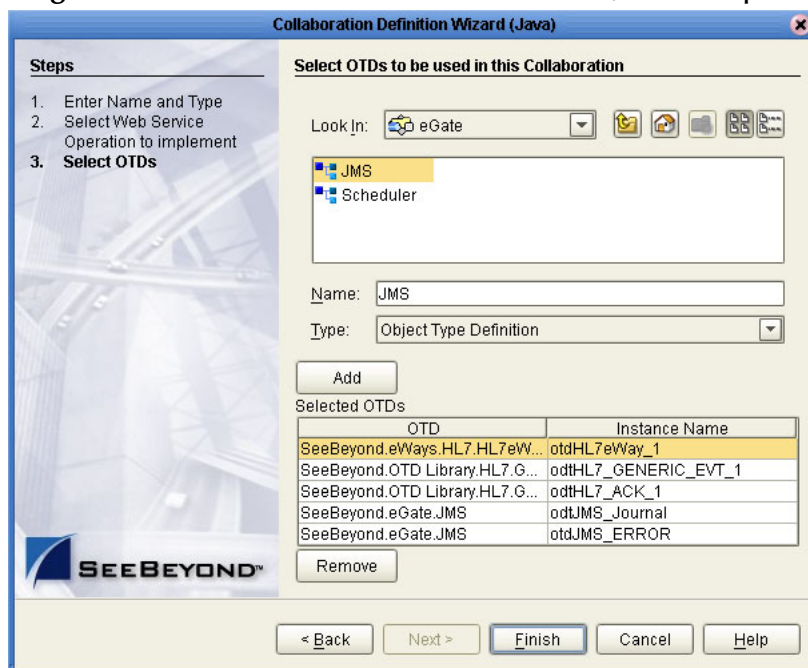 Collaboration Definition Wizard (Java)
Steps
1. Enter Name and Type
2. Select Web Service
Operation to implement
3. Select OTDs
Select OTDs to be used in this Collaboration
Look In: eGate
JMS
Scheduler
Name: JMS
Type: Object Type Definition
Add
Selected OTDs
OTD Instance Name
SeeBeyond.eWays.HL7.HL7eW... otdHL7eWay_1
SeeBeyond.OTD Library.HL7.G... odtHL7_GENERIC_EVT_1
SeeBeyond.OTD Library.HL7.G... odtHL7_ACK_1
SeeBeyond.eGate.JMS odtJMS_Journal
SeeBeyond.eGate.JMS otdJMS_ERROR
Remove
SEEBEYOND™
< Back Next > Finish Cancel Help